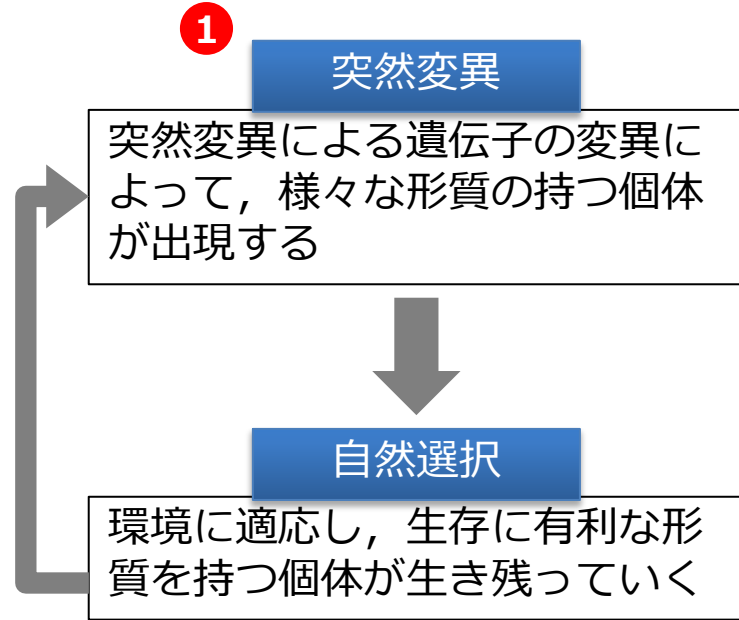 1
突然変異
突然変異による遺伝子の変異に
よって，様々な形質の持つ個体
が出現する
自然選択
環境に適応し，生存に有利な形
質を持つ個体が生き残っていく